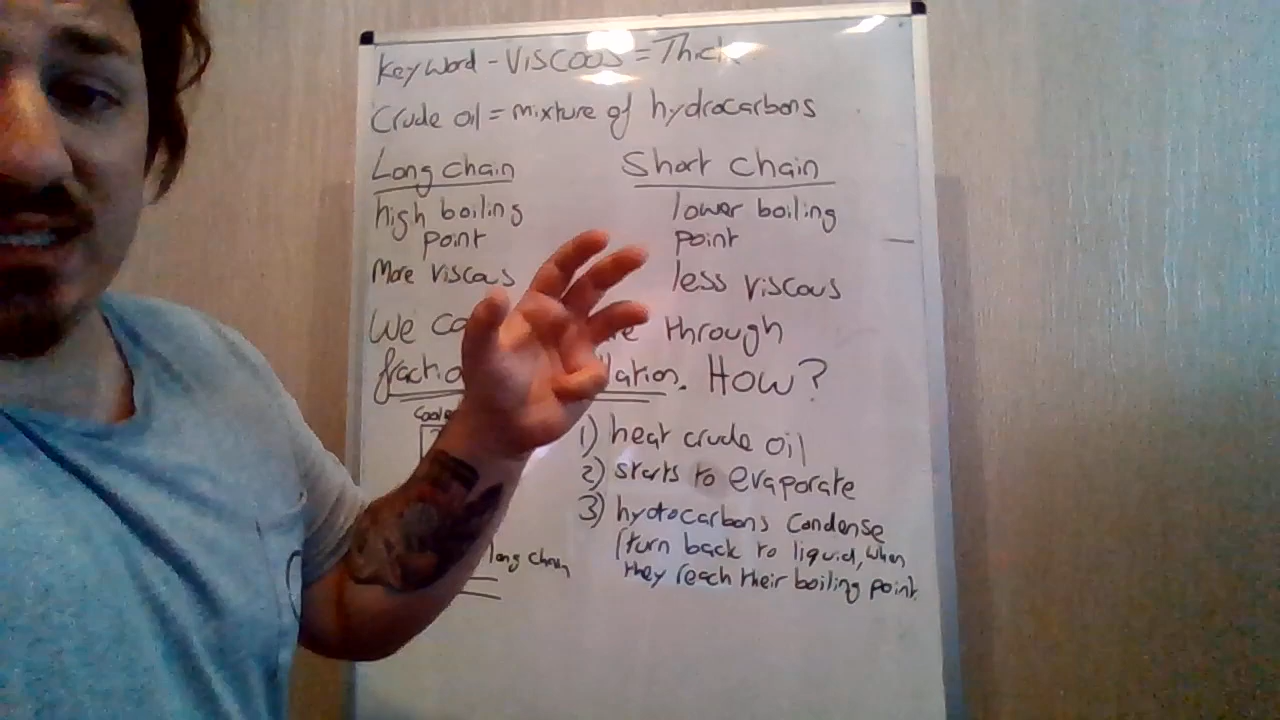 Keyword - Viscous = Thick
Crude oil = mixture of hydrocarbons
Long chain
Short Chain
high boiling
point
lower boiling
point
More viscous
less viscous
We through
How?
1) heat crude oil
2) starts to evaporate
3) hydrocarbons condense
(turn back to liquid, when
they reach their boiling point.
long chain